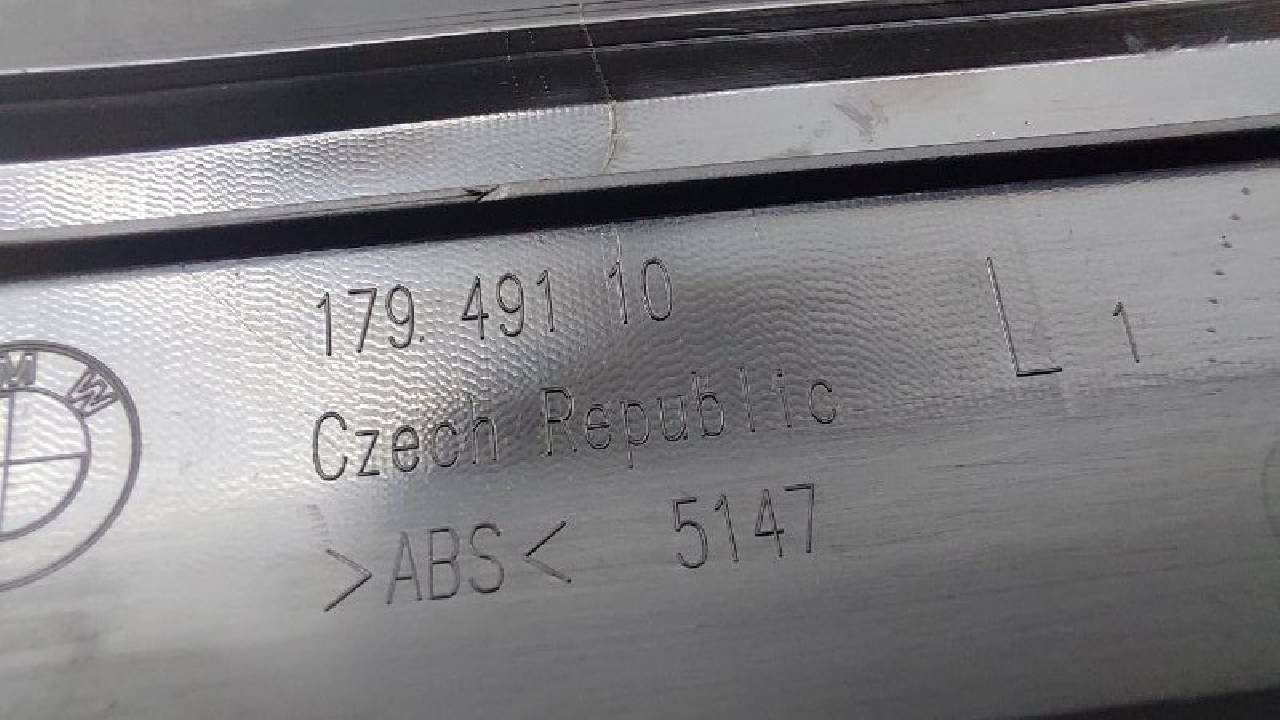 179. 491 10
L 1
Czech Republic
>ABS< 5147
M W